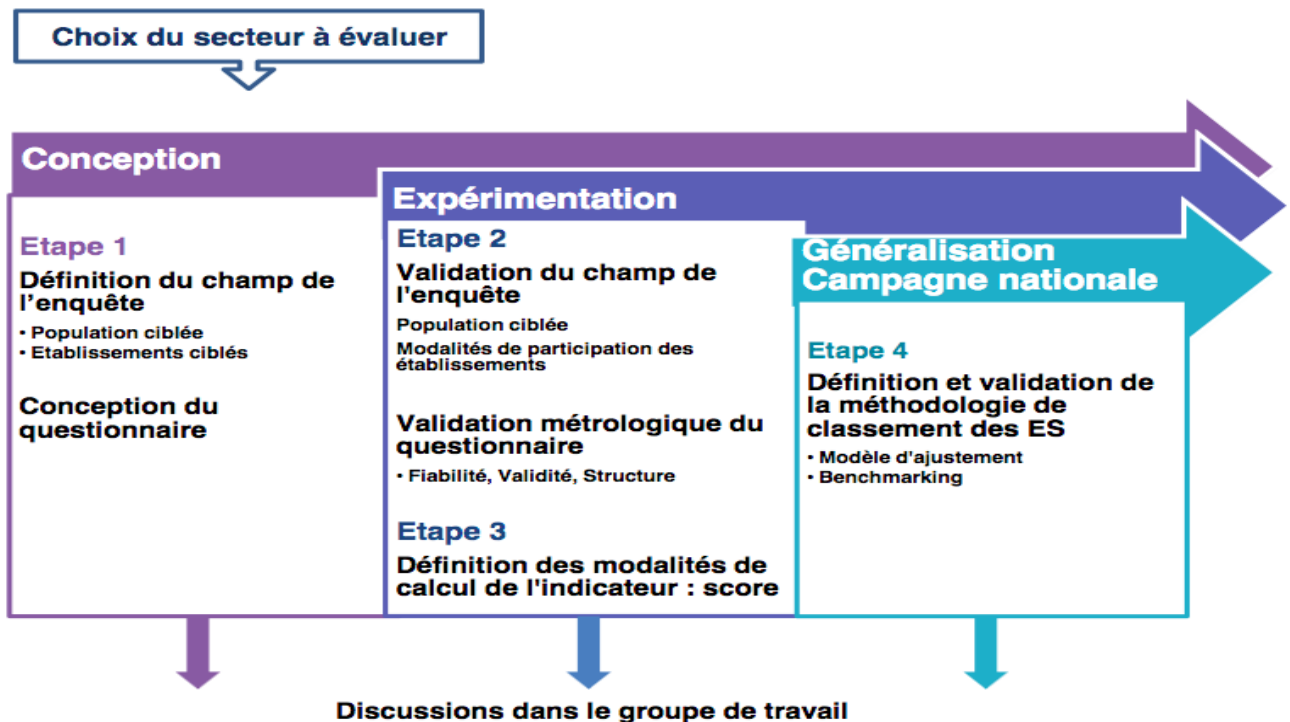 Choix du secteur à évaluer
Conception
Etape 1
Définition du champ de
l'enquête
• Population ciblée
• Etablissements ciblés
Conception du
questionnaire
Expérimentation
Etape 2
Validation du champ de
l'enquête
Population ciblée
Modalités de participation des
établissements
Validation métrologique du
questionnaire
• Fiabilité, Validité, Structure
Etape 3
Définition des modalités de
calcul de l'indicateur : score
Généralisation
Campagne nationale
Etape 4
Définition et validation de
la méthodologie de
classement des ES
• Modèle d'ajustement
• Benchmarking
Discussions dans le groupe de travail